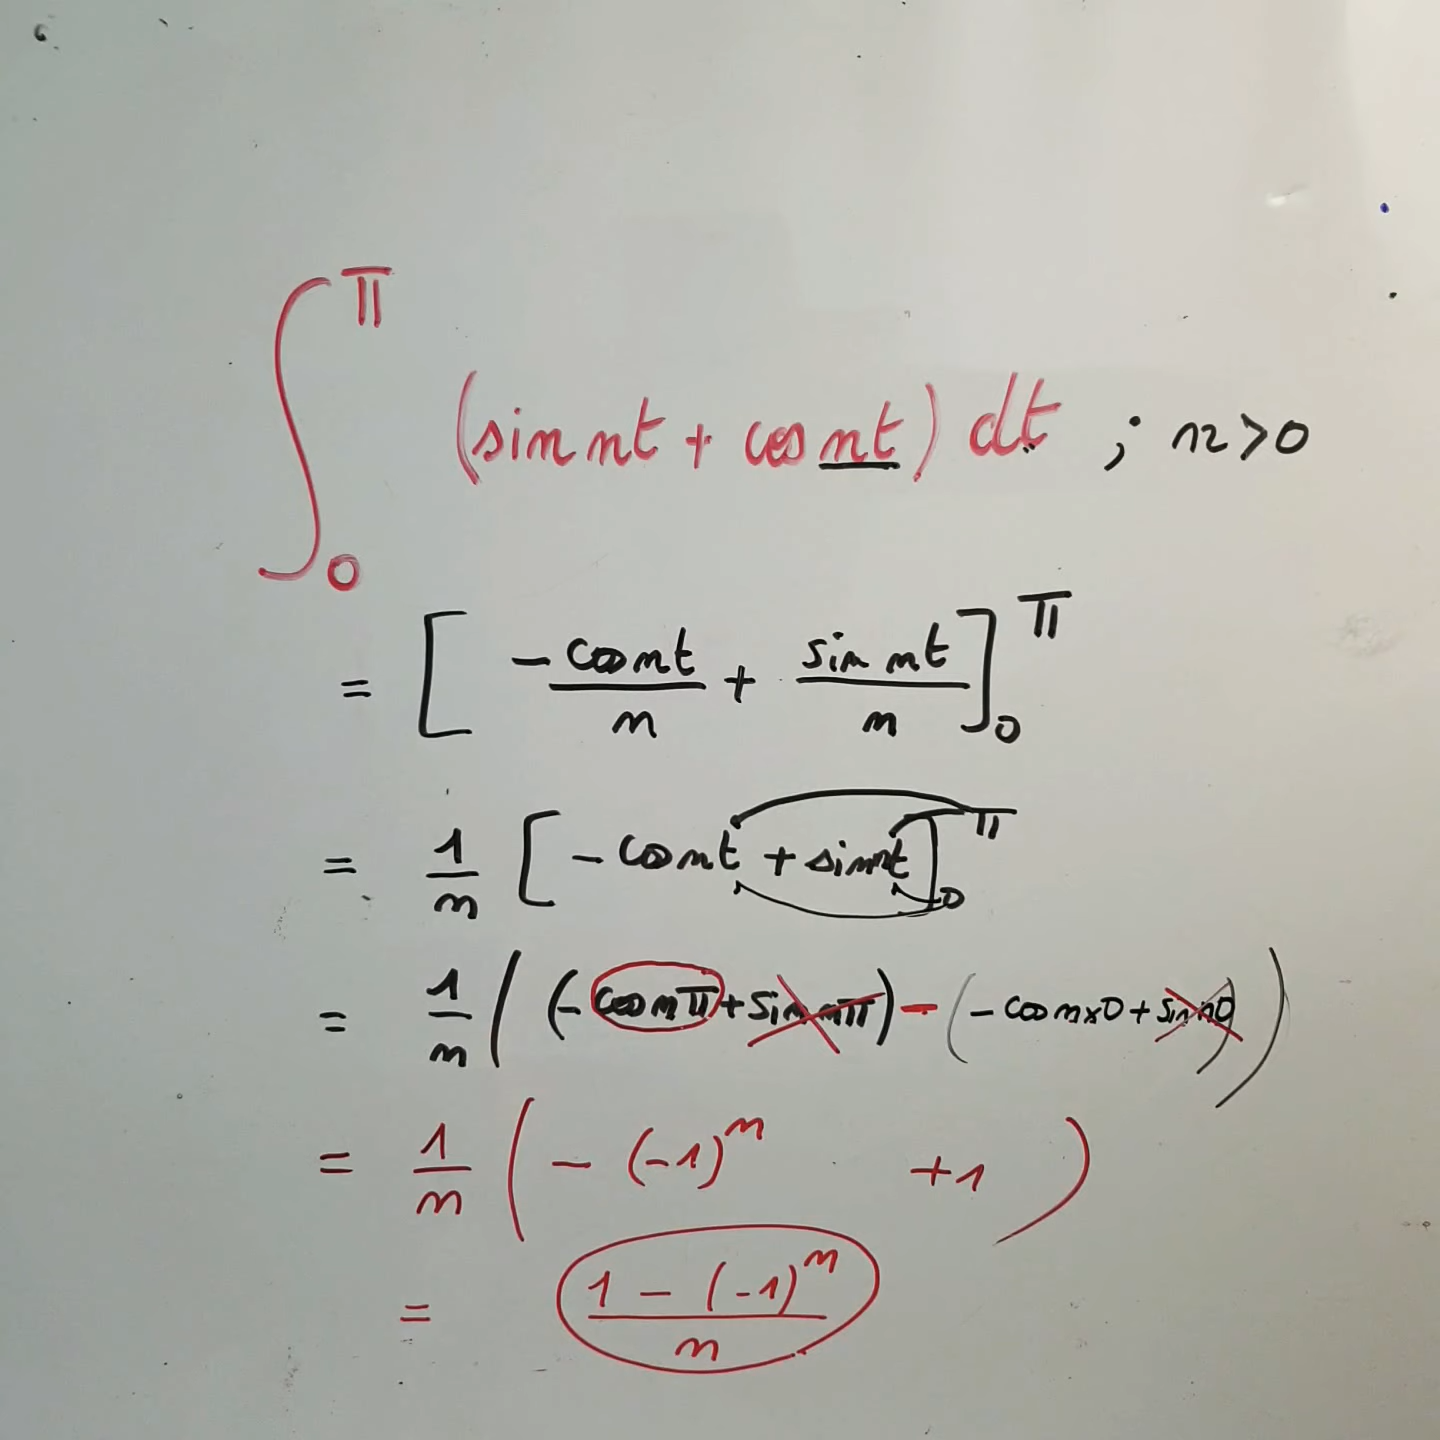 ∫₀^π (sin nt + cos nt) dt ; n>0
= [ -cos nt/n + sin nt/n ]₀^π
= 1/n [ -cos nt + sin nt ]₀^π
= 1/n ( (-cos nπ + sin nπ) - (-cos n×0 + sin n0) )
= 1/n ( - (-1)^n +1 )
= 1 - (-1)^n / n